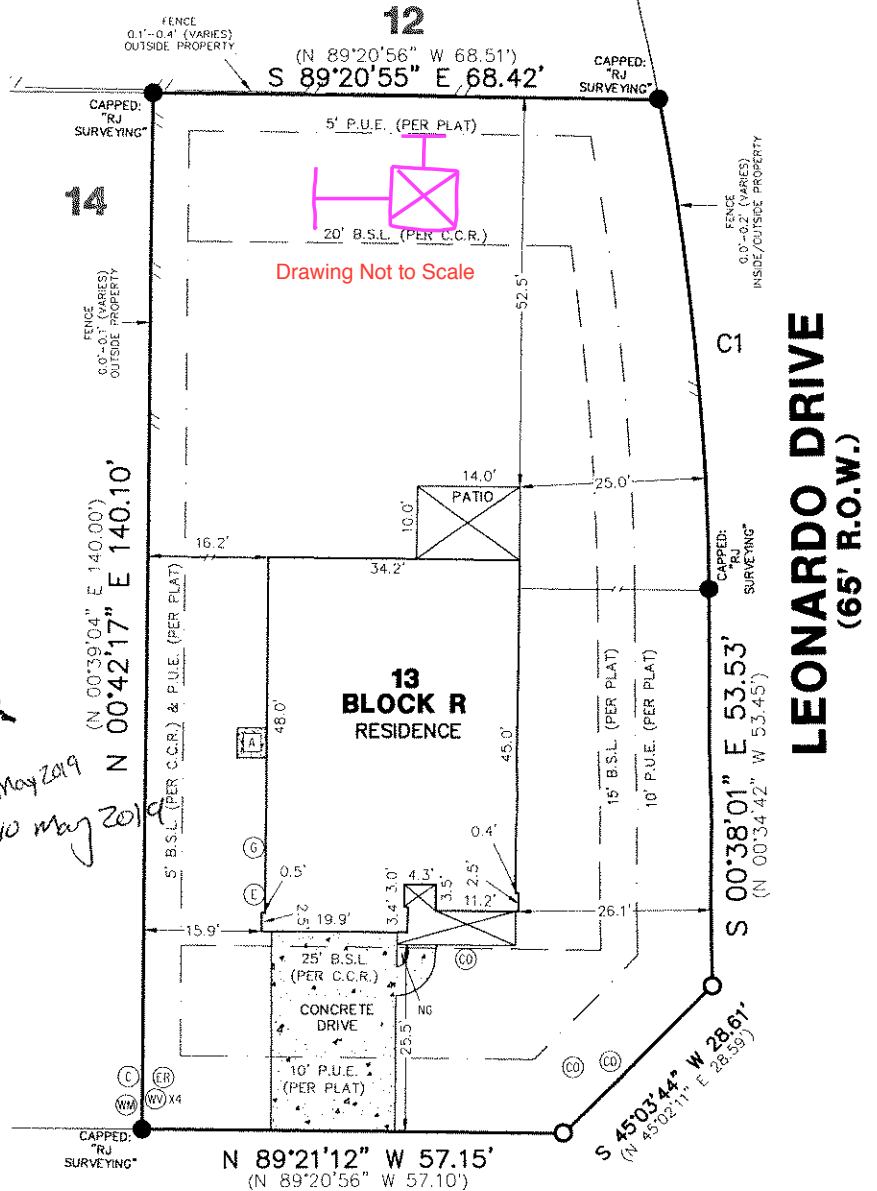 12
FENCE
0.1'-0.4' (VARIES)
OUTSIDE PROPERTY
(N 89°20'56" W 68.51')
S 89°20'55" E 68.42'
CAPPED:
"RJ
SURVEYING"
CAPPED:
"RJ
SURVEYING"
5' P.U.E. (PER PLAT)
14
20' B.S.L. (PER C.C.R.)
Drawing Not to Scale
52.5'
FENCE
0.0'-0.2' (VARIES)
INSIDE/OUTSIDE PROPERTY
FENCE
0.0'-0.1' (VARIES)
OUTSIDE PROPERTY
C1
LEONARDO DRIVE
(65' R.O.W.)
14.0'
PATIO
10.0'
25.0'
16.2'
34.2'
CAPPED:
"RJ
SURVEYING"
(N 00°39'04" E 140.00')
N 00°42'17" E 140.10'
5' B.S.L. (PER C.C.R.) & P.U.E. (PER PLAT)
13
BLOCK R
RESIDENCE
48.0'
45.0'
A
15' B.S.L. (PER PLAT)
10' P.U.E. (PER PLAT)
S 00°38'01" E 53.53'
(N 00°34'42" W 53.45')
May 2019
10 May 2019
G
E
0.5'
2.5'
19.9'
3.4'
3.0'
4.3'
3.5'
2.5'
0.4'
11.2'
26.1'
15.9'
25' B.S.L.
(PER C.C.R.)
CO
NG
CONCRETE
DRIVE
25.5'
10' P.U.E.
(PER PLAT)
CO
CO
S 45°03'44" W 28.61'
(N 45°02'11" E 28.59')
C
ER
WM
WV X4
CAPPED:
"RJ
SURVEYING"
N 89°21'12" W 57.15'
(N 89°20'56" W 57.10')